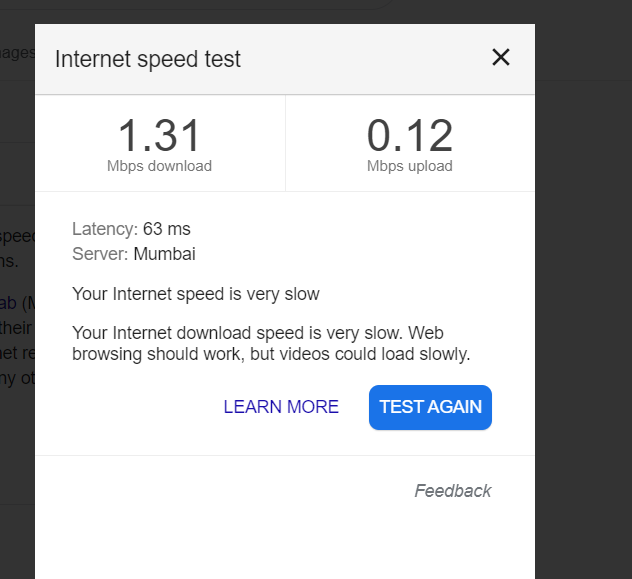 Internet speed test
1.31
Mbps download
0.12
Mbps upload
Latency: 63 ms
Server: Mumbai
Your Internet speed is very slow
Your Internet download speed is very slow. Web
browsing should work, but videos could load slowly.
LEARN MORE
TEST AGAIN
Feedback